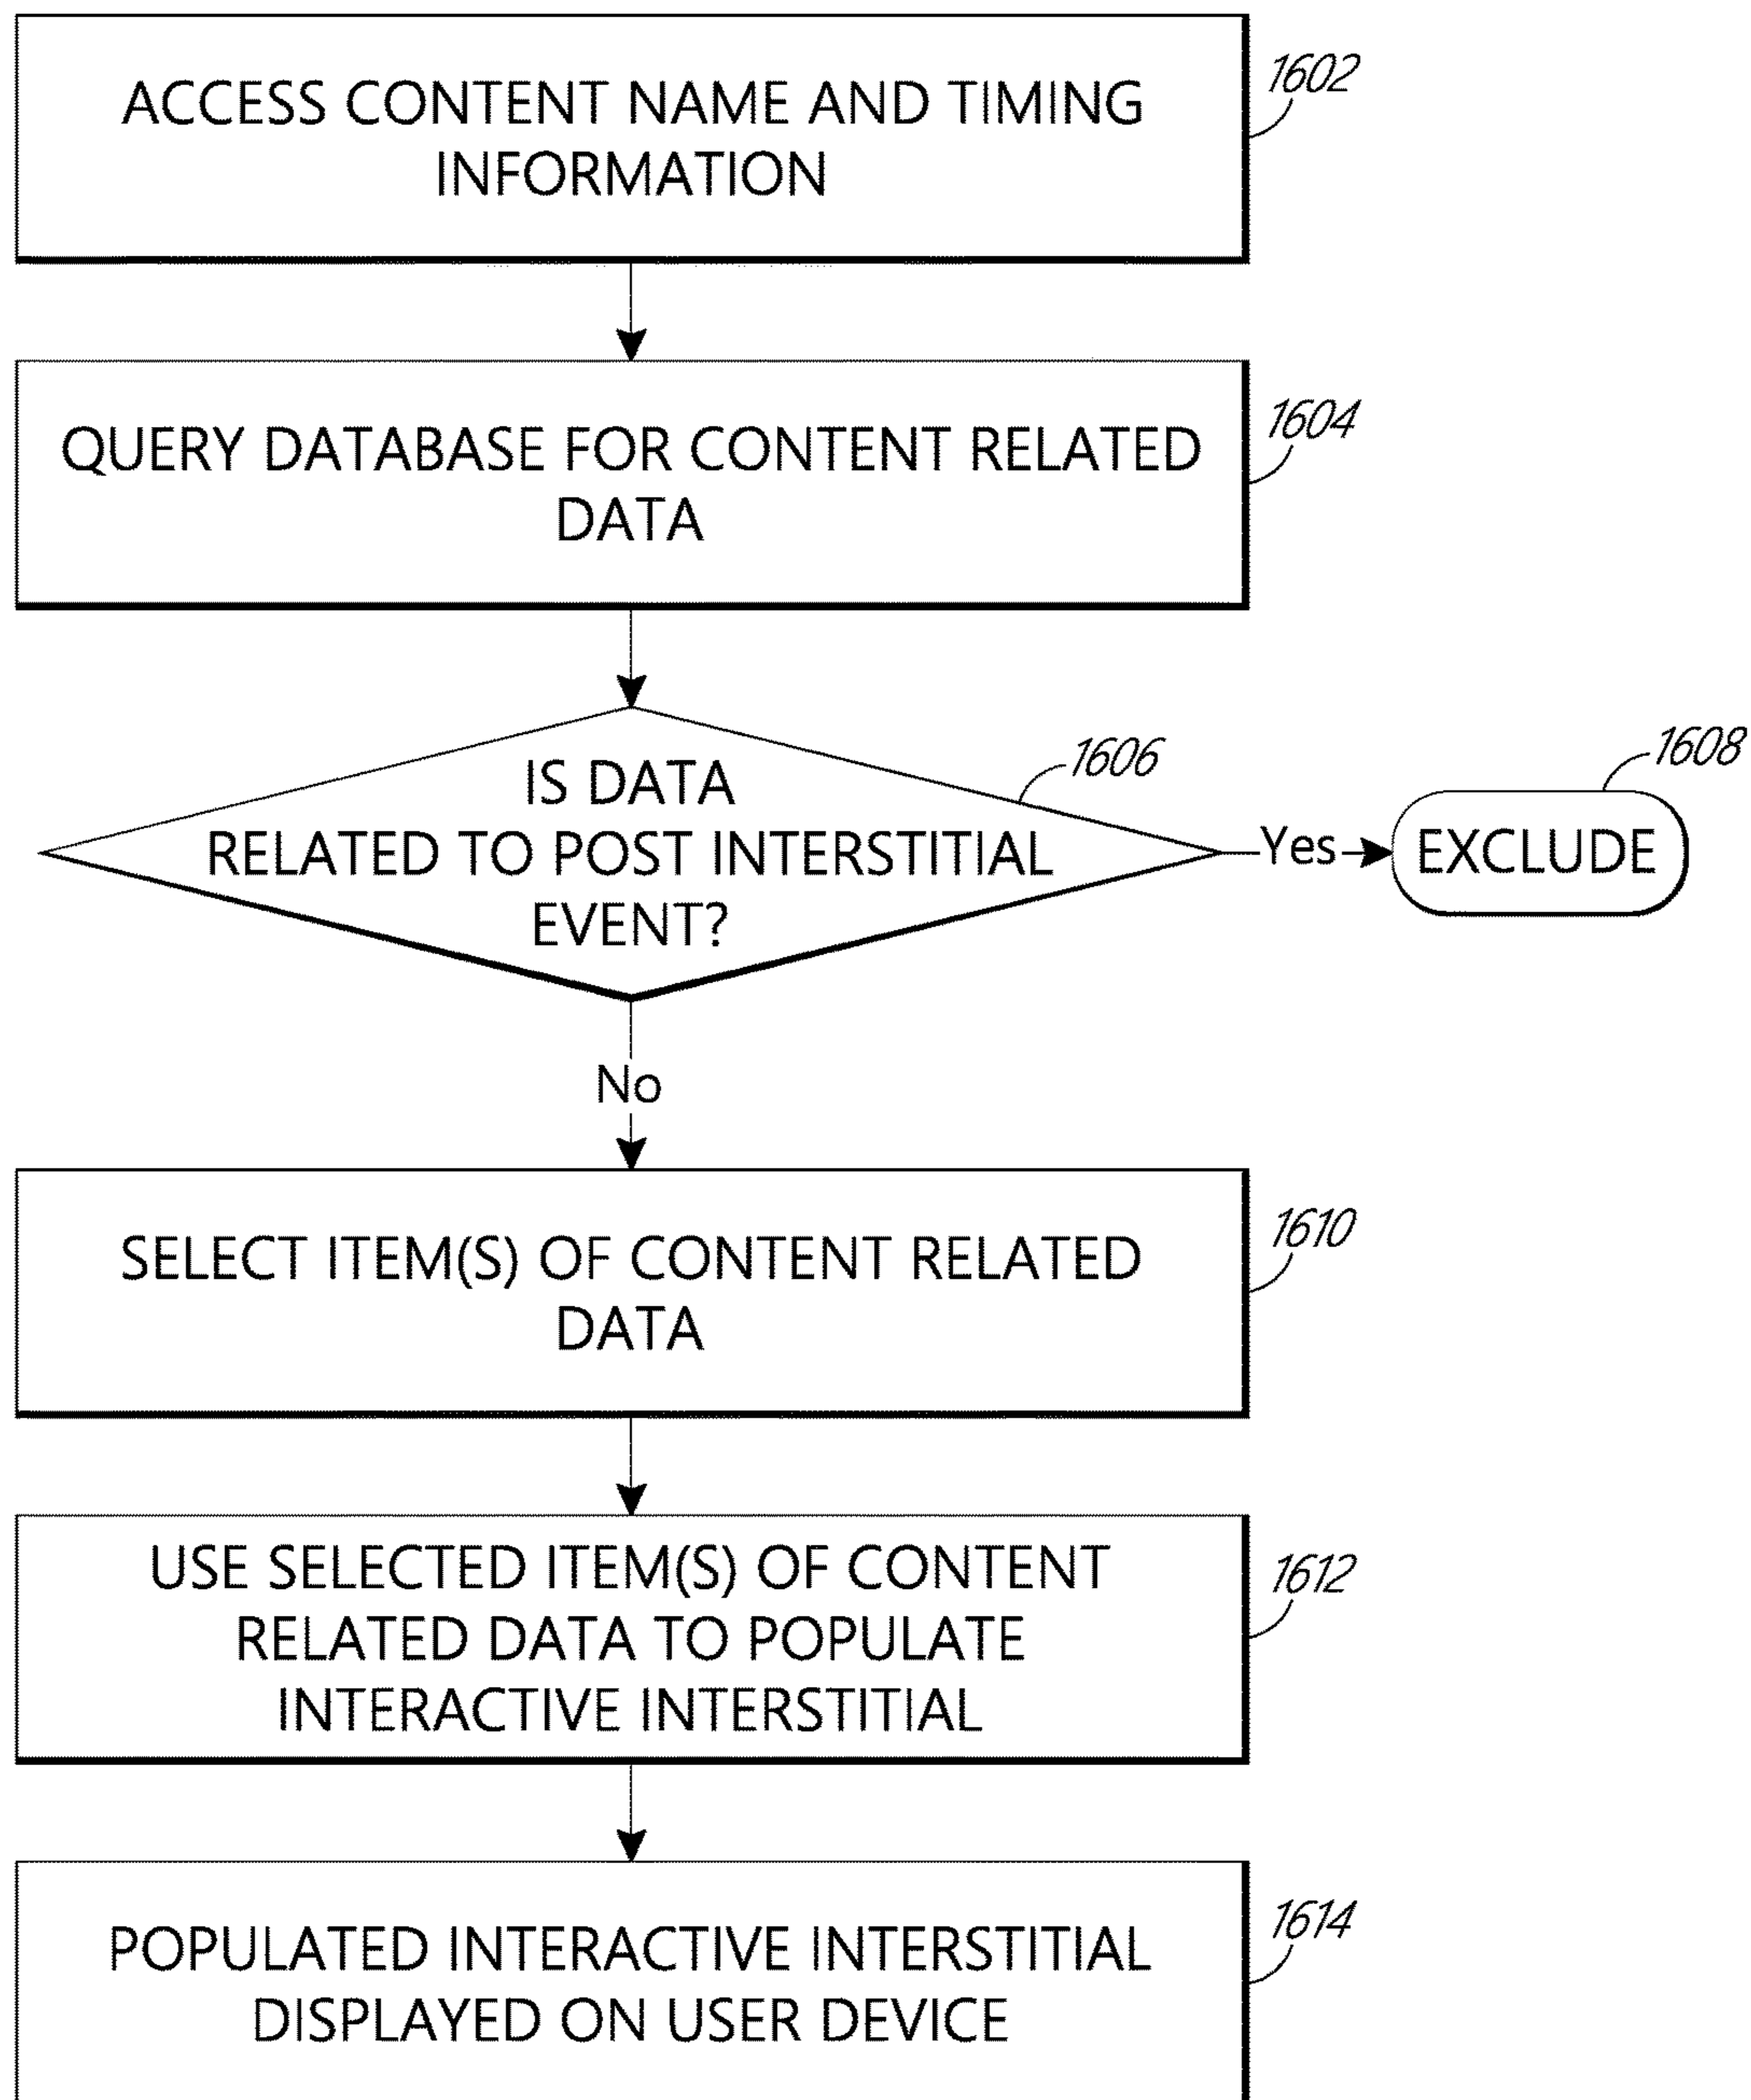 ACCESS CONTENT NAME AND TIMING
INFORMATION
1602
QUERY DATABASE FOR CONTENT RELATED
DATA
1604
IS DATA
RELATED TO POST INTERSTITIAL
EVENT?
1606
Yes
EXCLUDE
1608
No
SELECT ITEM(S) OF CONTENT RELATED
DATA
1610
USE SELECTED ITEM(S) OF CONTENT
RELATED DATA TO POPULATE
INTERACTIVE INTERSTITIAL
1612
POPULATED INTERACTIVE INTERSTITIAL
DISPLAYED ON USER DEVICE
1614